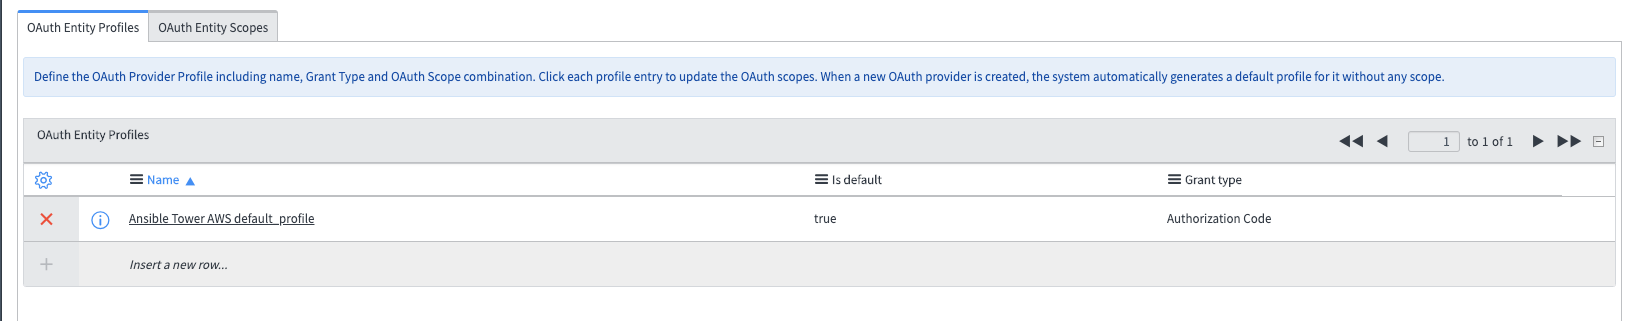 OAuth Entity Profiles OAuth Entity Scopes
Define the OAuth Provider Profile including name, Grant Type and OAuth Scope combination. Click each profile entry to update the OAuth scopes. When a new OAuth provider is created, the system automatically generates a default profile for it without any scope.
OAuth Entity Profiles
1 to 1 of 1
Name Is default Grant type
Ansible Tower AWS default_profile true Authorization Code
Insert a new row...